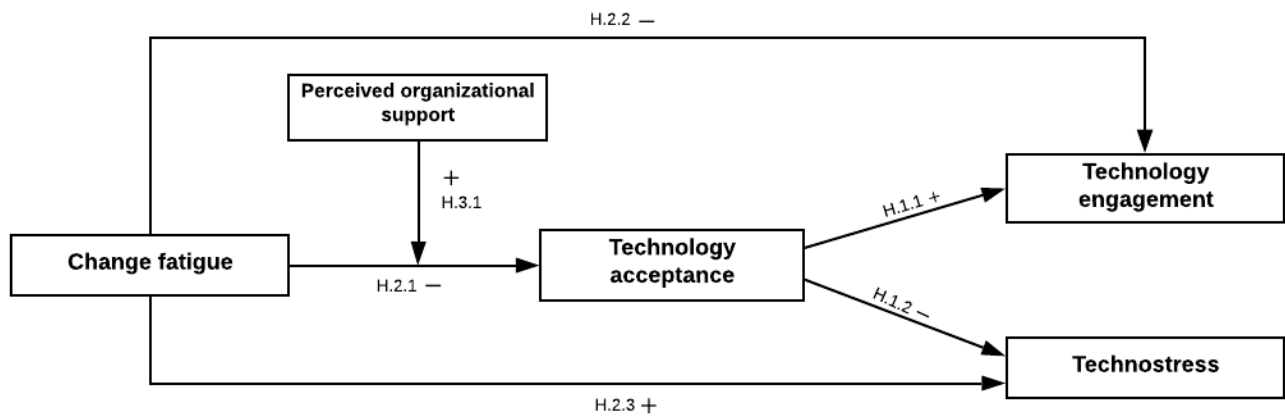 H.2.2 −
Perceived organizational
support
+
H.3.1
Technology
engagement
H.1.1 +
Change fatigue
Technology
acceptance
H.2.1 −
H.1.2 −
Technostress
H.2.3 +